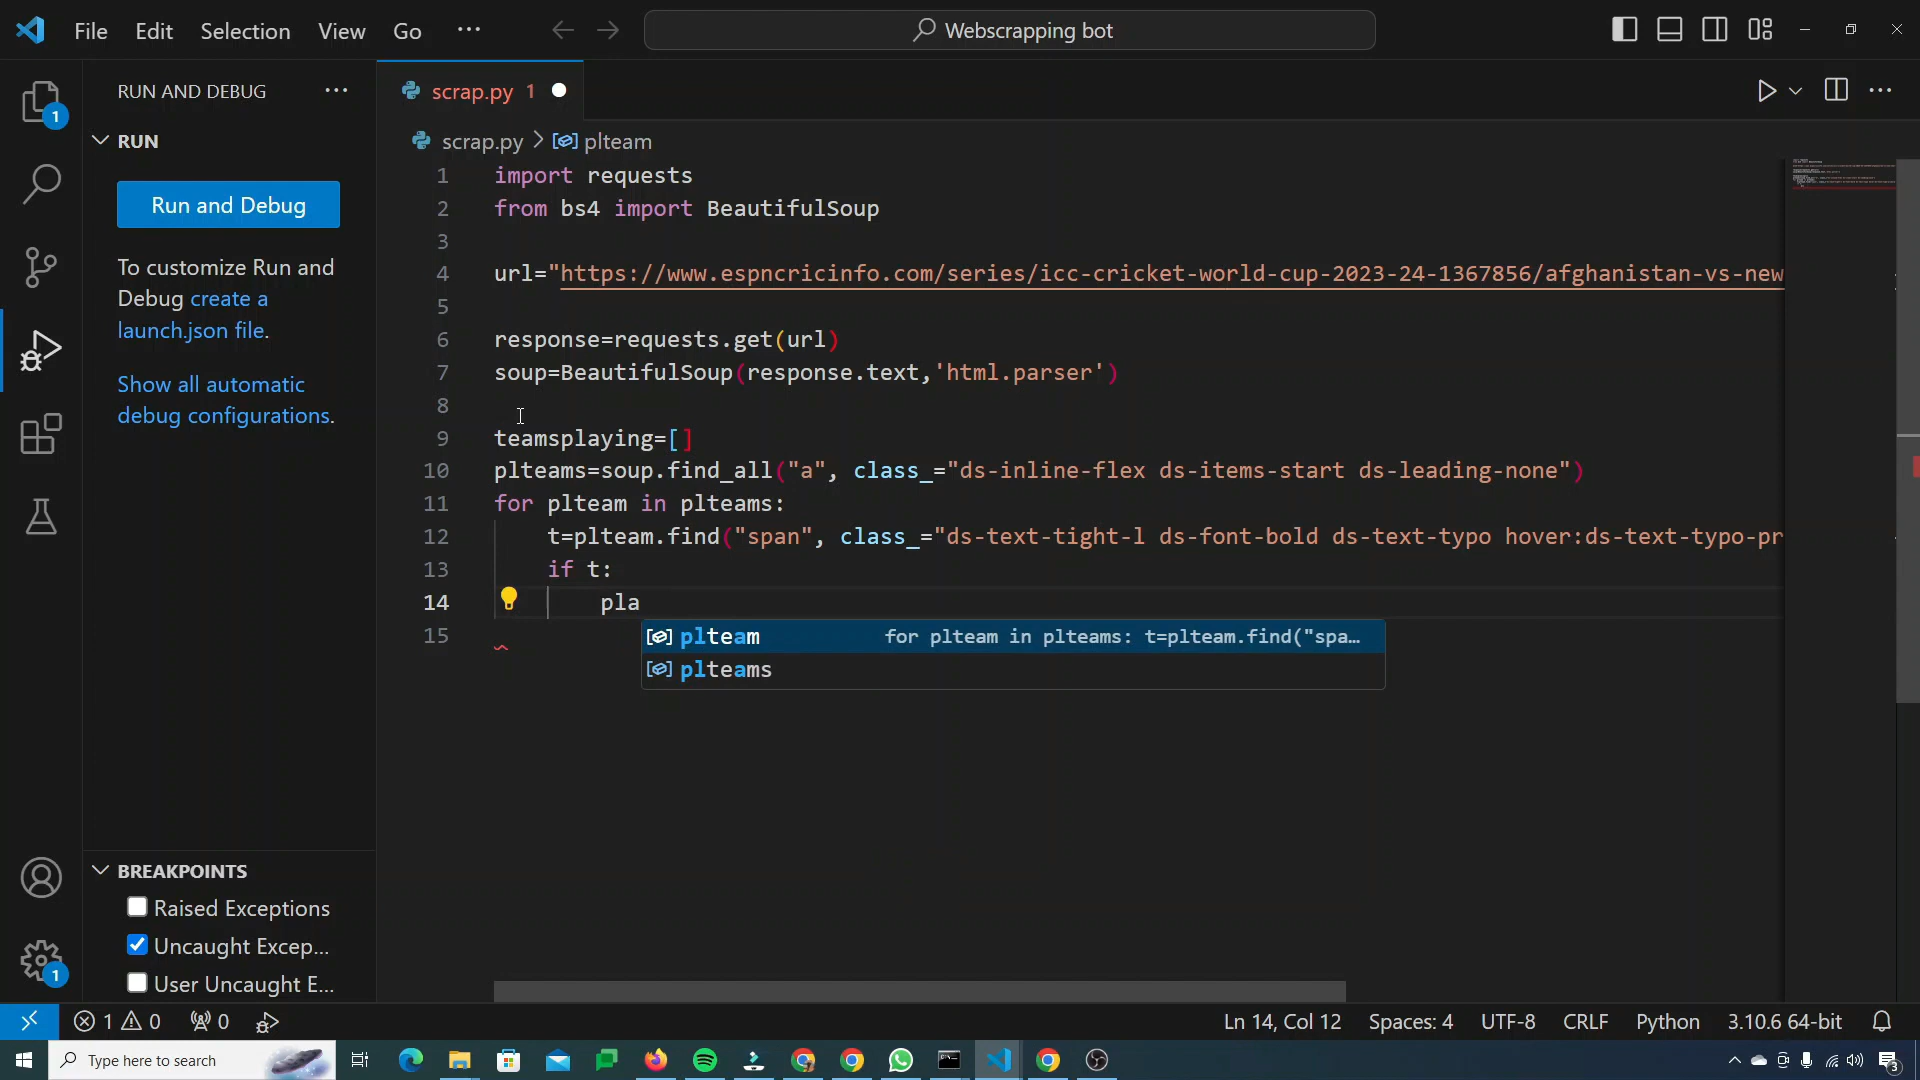 File Edit Selection View Go ···
Webscrapping bot
RUN AND DEBUG ···
scrap.py 1
1
RUN
scrap.py > plteam
Run and Debug
To customize Run and
Debug create a
launch.json file.
Show all automatic
debug configurations.
1 import requests
2 from bs4 import BeautifulSoup
3
4 url="https://www.espncricinfo.com/series/icc-cricket-world-cup-2023-24-1367856/afghanistan-vs-new
5
6 response=requests.get(url)
7 soup=BeautifulSoup(response.text,'html.parser')
8
9 teamsplaying=[]
10 plteams=soup.find_all("a", class_="ds-inline-flex ds-items-start ds-leading-none")
11 for plteam in plteams:
12 t=plteam.find("span", class_="ds-text-tight-l ds-font-bold ds-text-typo hover:ds-text-typo-pr
13 if t:
14 pla
15
plteam for plteam in plteams: t=plteam.find("spa...
plteams
BREAKPOINTS
Raised Exceptions
Uncaught Excep...
User Uncaught E...
1
1 0 0
Ln 14, Col 12 Spaces: 4 UTF-8 CRLF Python 3.10.6 64-bit
Type here to search
3